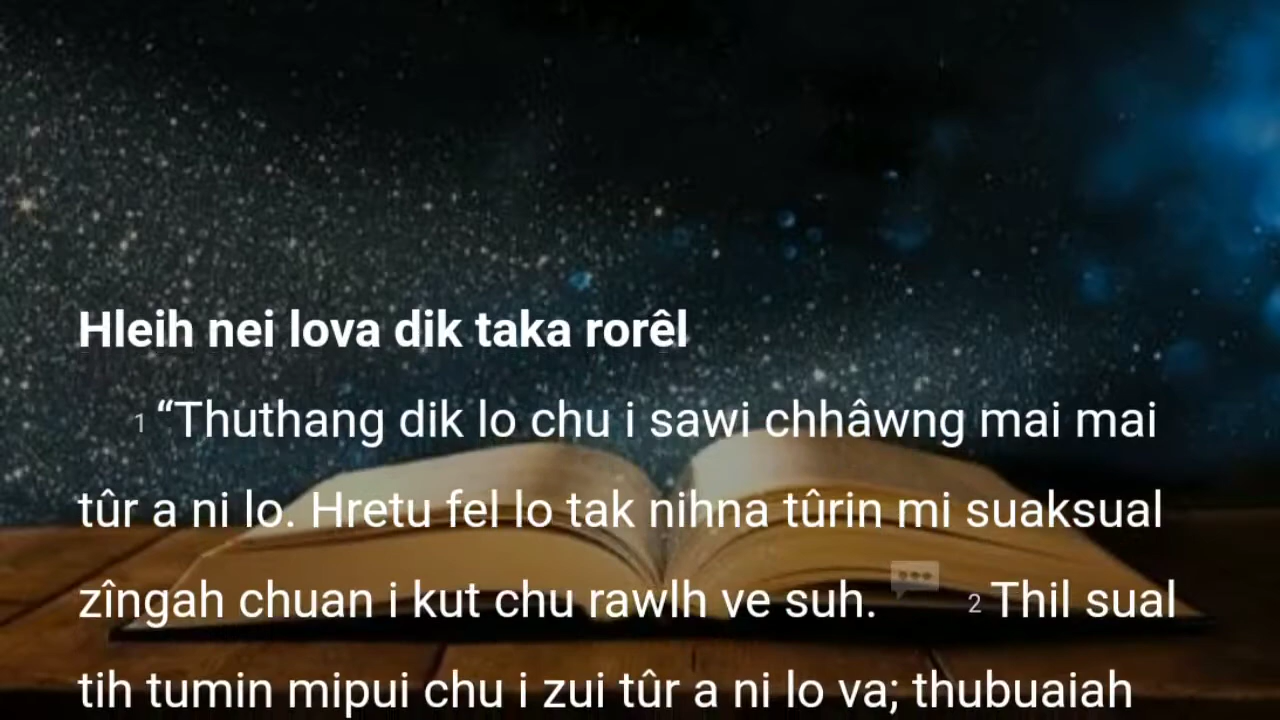 Hleih nei lova dik taka rorêl
1 “Thuthang dik lo chu i sawi chhâwng mai mai
tûr a ni lo. Hretu fel lo tak nihna tûrin mi suaksual
zîngah chuan i kut chu rawlh ve suh. 2 Thil sual
tih tumin mipui chu i zui tûr a ni lo va; thubuaiah